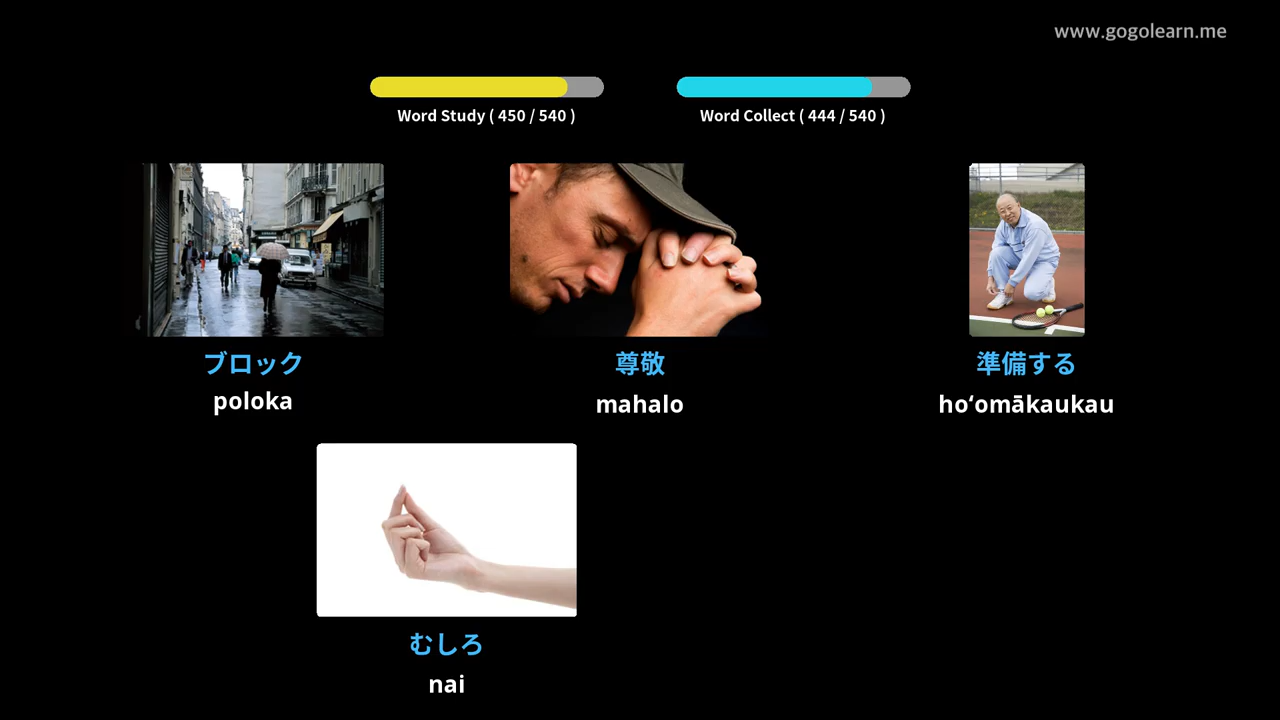 www.gogolearn.me
Word Study ( 450 / 540 )
Word Collect ( 444 / 540 )
ブロック
poloka
尊敬
mahalo
準備する
hoʻomākaukau
むしろ
nai